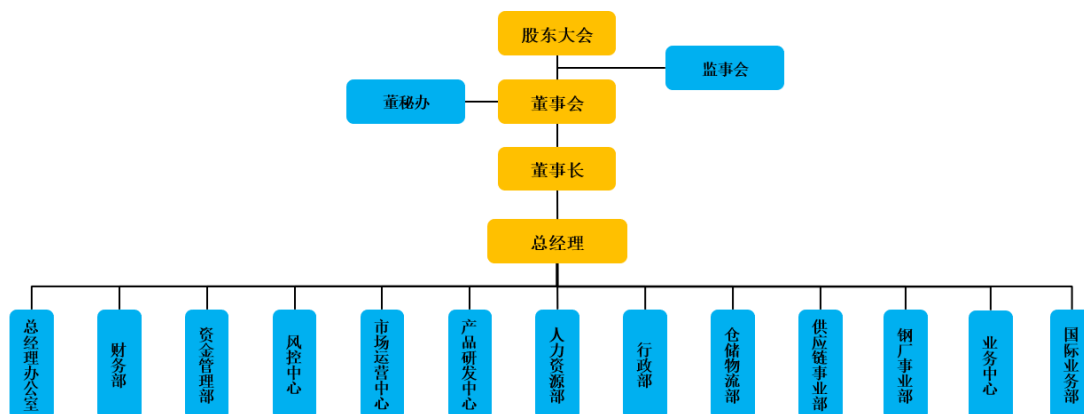 股东大会
监事会
董秘办
董事会
董事长
总经理
总经理办公室
财务部
资金管理部
风控中心
市场运营中心
产品研发中心
人力资源部
行政部
仓储物流部
供应链事业部
钢厂事业部
业务中心
国际业务部